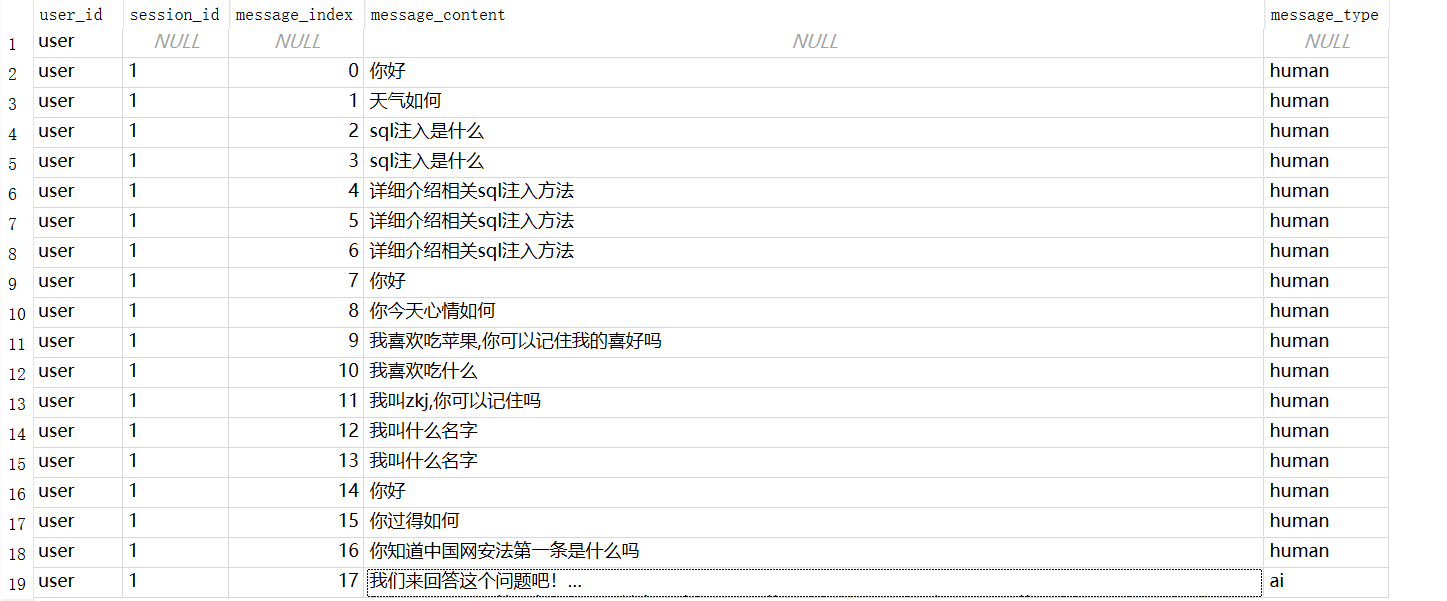 user_id session_id message_index message_content message_type
1 user NULL NULL NULL NULL
2 user 1 0 你好 human
3 user 1 1 天气如何 human
4 user 1 2 sql注入是什么 human
5 user 1 3 sql注入是什么 human
6 user 1 4 详细介绍相关sql注入方法 human
7 user 1 5 详细介绍相关sql注入方法 human
8 user 1 6 详细介绍相关sql注入方法 human
9 user 1 7 你好 human
10 user 1 8 你今天心情如何 human
11 user 1 9 我喜欢吃苹果,你可以记住我的喜好吗 human
12 user 1 10 我喜欢吃什么 human
13 user 1 11 我叫zkj,你可以记住吗 human
14 user 1 12 我叫什么名字 human
15 user 1 13 我叫什么名字 human
16 user 1 14 你好 human
17 user 1 15 你过得如何 human
18 user 1 16 你知道中国网安法第一条是什么吗 human
19 user 1 17 我们来回答这个问题吧！... ai